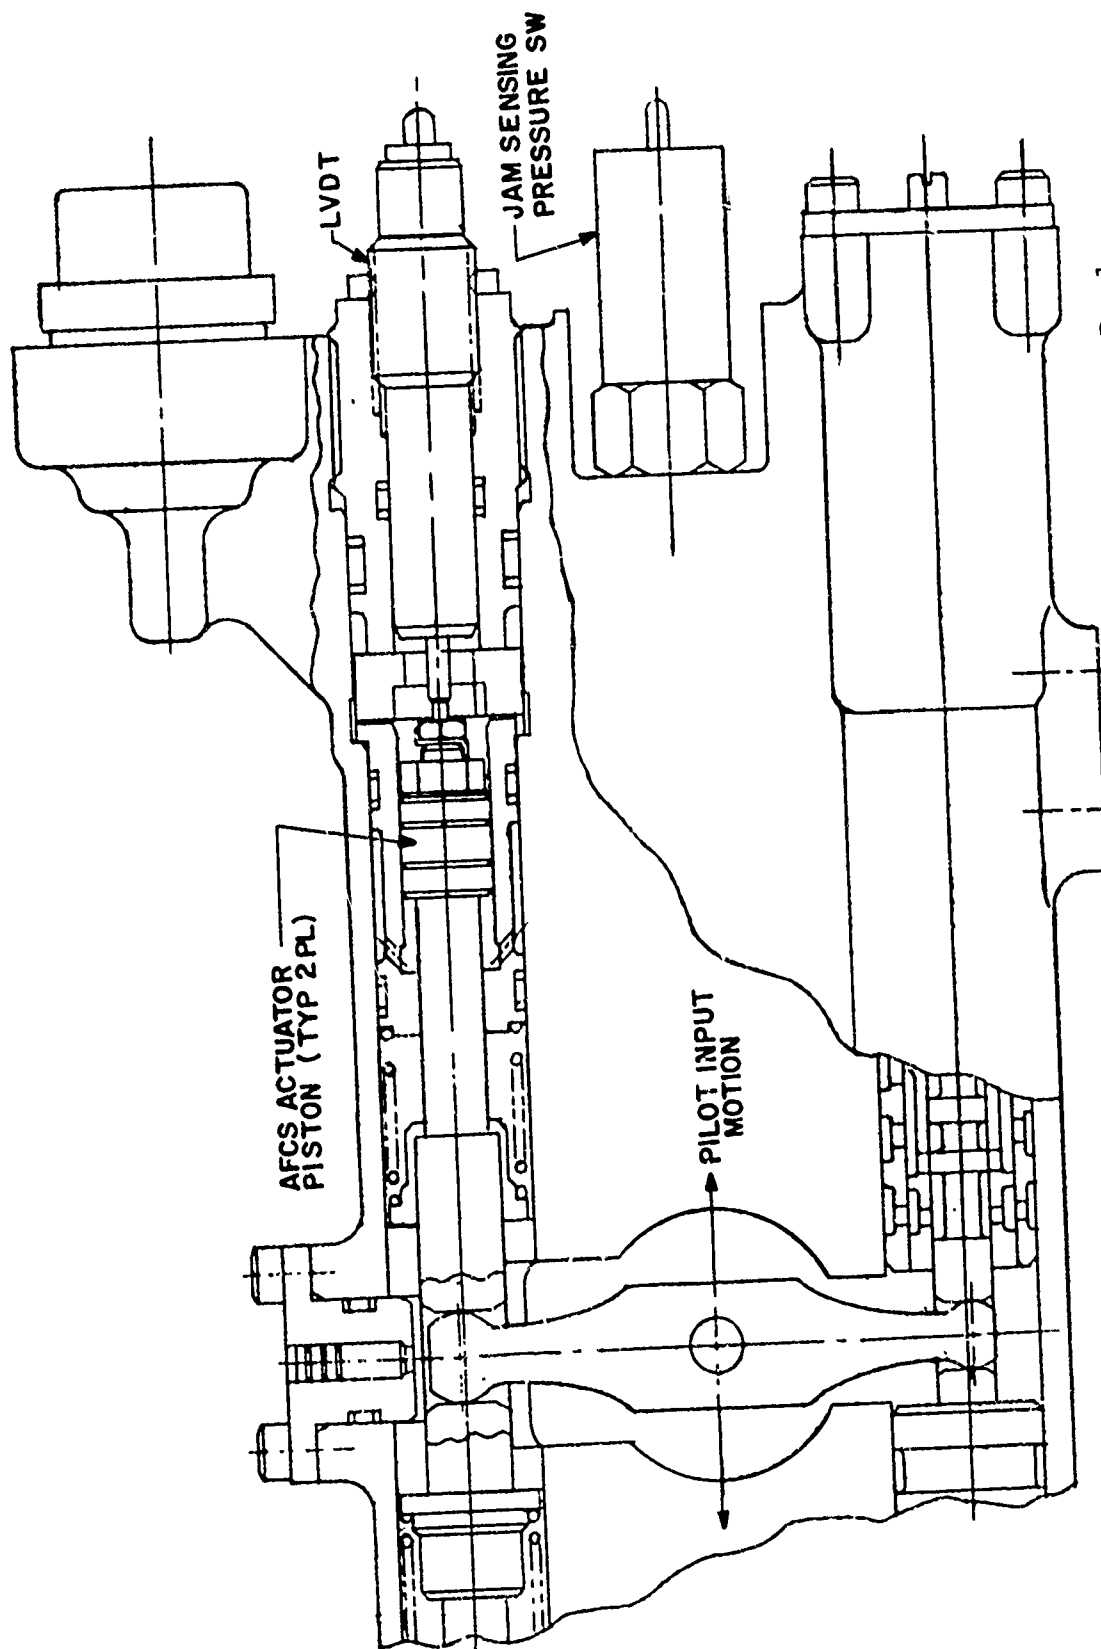 JAM SENSING
PRESSURE SW
LVDT
AFCS ACTUATOR
PISTON (TYP 2 PL)
PILOT INPUT
MOTION